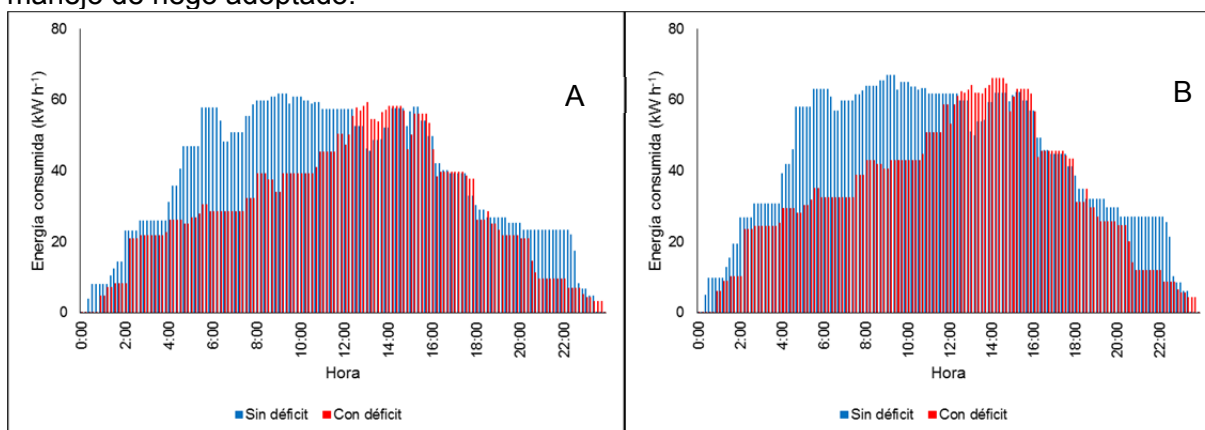 manejo de riego adoptado.
80
60
40
20
0
Energía consumida (kW h⁻¹)
A
0:00 2:00 4:00 6:00 8:00 10:00 12:00 14:00 16:00 18:00 20:00 22:00
Hora
Sin déficit Con déficit
80
60
40
20
0
Energía consumida (kW h⁻¹)
B
0:00 2:00 4:00 6:00 8:00 10:00 12:00 14:00 16:00 18:00 20:00 22:00
Hora
Sin déficit Con déficit